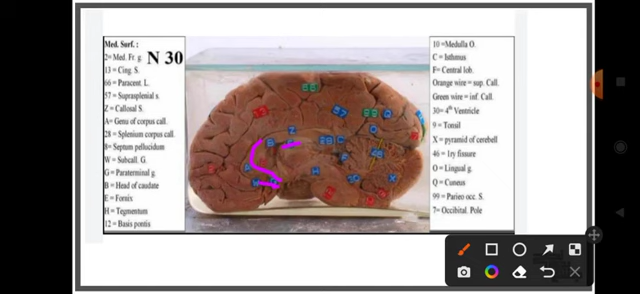 Med. Surf. :
N 30
2= Med. Fr. g.
13 = Cing. S.
66 = Paracent. L.
57 = Suprasplenial s.
Z = Callosal S.
A= Genu of corpus call.
28 = Splenium corpus call.
8= Septum pellucidum
W = Subcall. G.
G = Paraterminal g.
B = Head of caudate
E = Fornix
H = Tegmentum
12 = Basis pontis
66
Z
B
28
C
Q
10 =Medulla O.
C = Isthmus
F= Central lob.
Orange wire = sup. Call.
Green wire = inf. Call.
30= 4th Ventricle
9 = Tonsil
X = pyramid of cerebell
46 = 1ry fissure
O = Lingual g.
Q = Cuneus
99 = Parieo occ. S.
7= Occibital. Pole